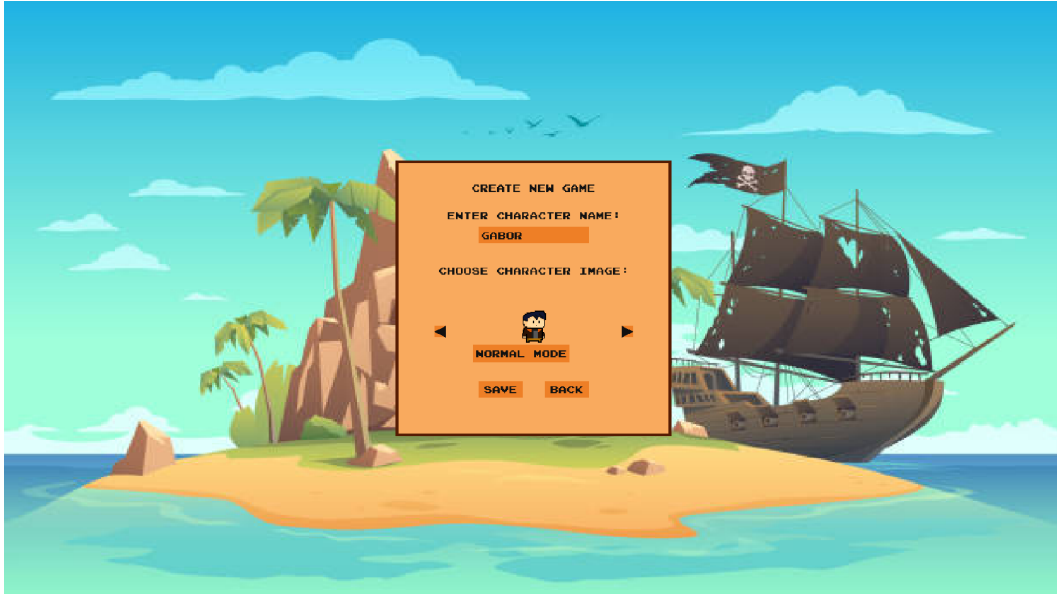 CREATE NEW GAME
ENTER CHARACTER NAME:
GABOR
CHOOSE CHARACTER IMAGE:
NORMAL MODE
SAVE BACK